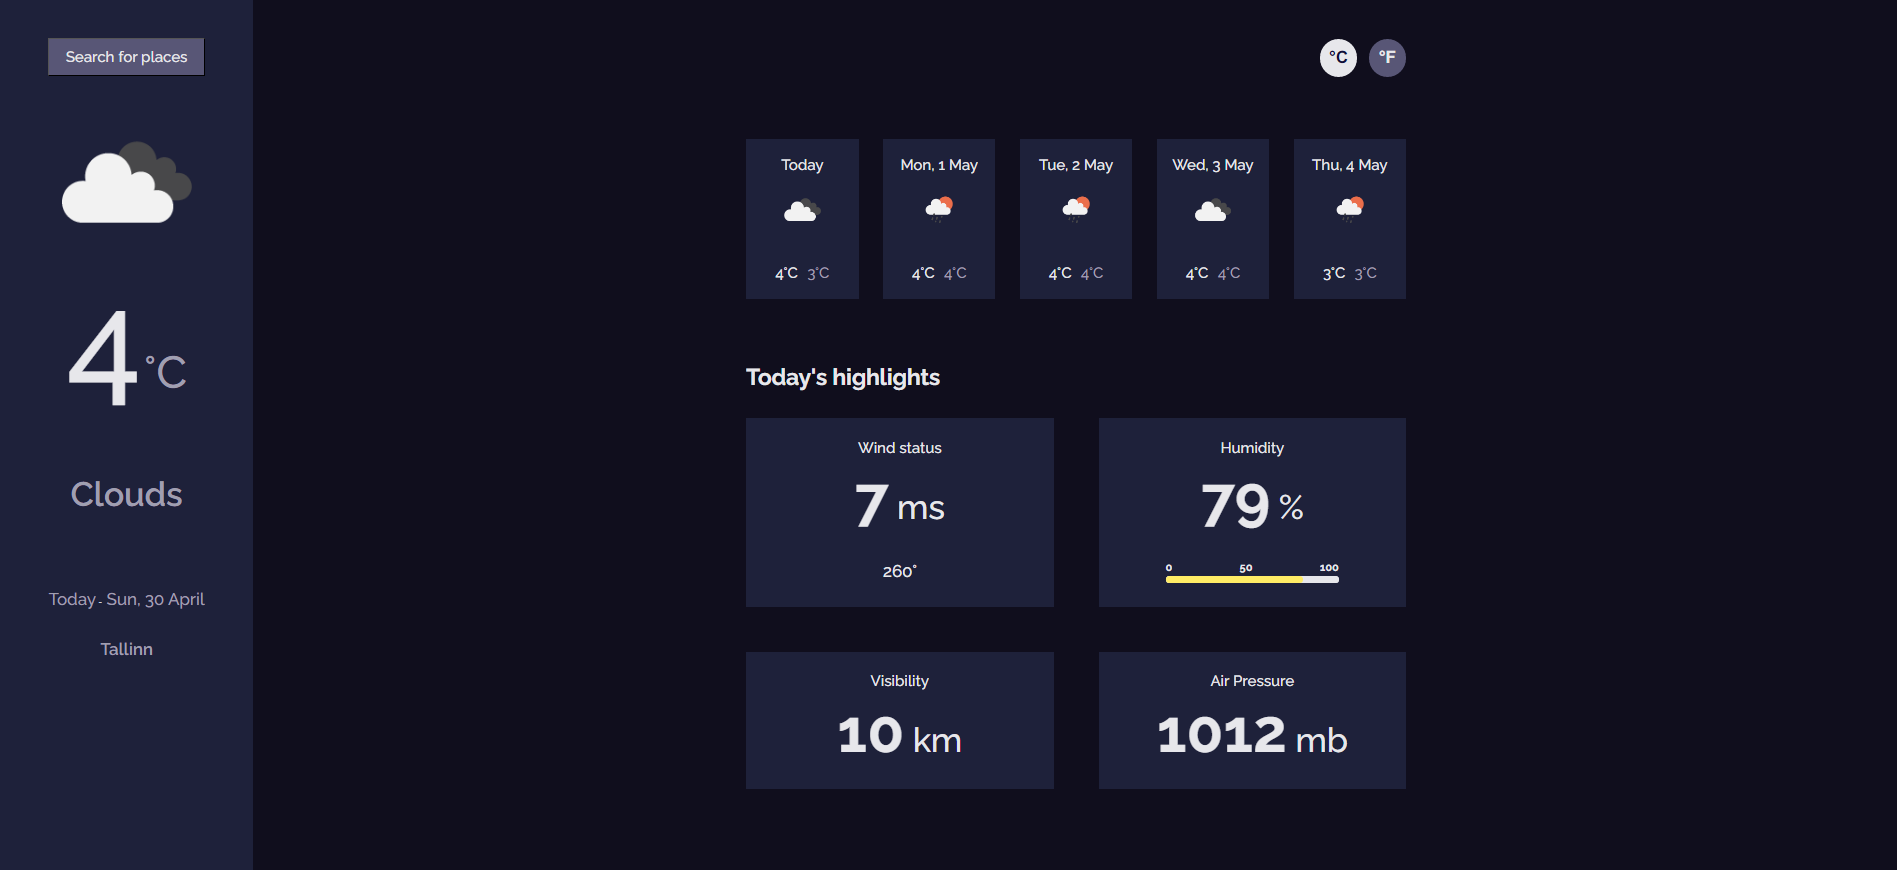 Search for places
4 °C
Clouds
Today - Sun, 30 April
Tallinn
°C °F
Today
4°C 3°C
Mon, 1 May
4°C 4°C
Tue, 2 May
4°C 4°C
Wed, 3 May
4°C 4°C
Thu, 4 May
3°C 3°C
Today's highlights
Wind status
7 ms
260°
Humidity
79 %
0 50 100
Visibility
10 km
Air Pressure
1012 mb